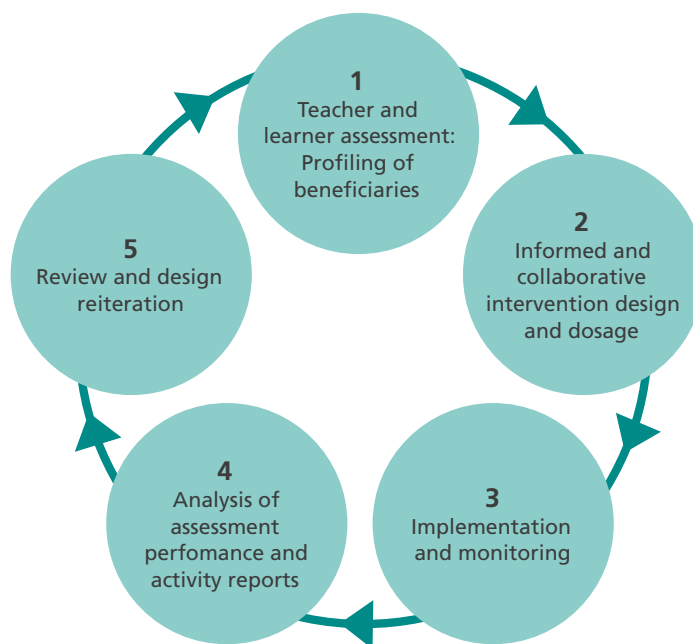 1
Teacher and
learner assessment:
Profiling of
beneficiaries
2
Informed and
collaborative
intervention design
and dosage
3
Implementation
and monitoring
4
Analysis of
assessment
perfomance and
activity reports
5
Review and design
reiteration